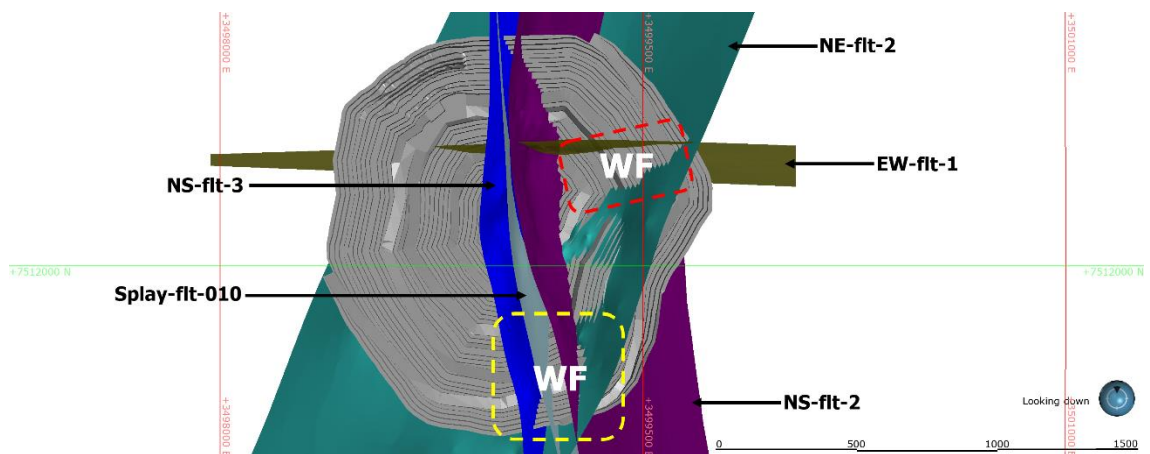 +3498000 E
+3499500 E
+3501000 E
NE-flt-2
WF
EW-flt-1
NS-flt-3
+7512000 N
+7512000 N
Splay-flt-010
WF
NS-flt-2
Looking down
+3498000 E
+3499500 E
+3501000 E
0
500
1000
1500